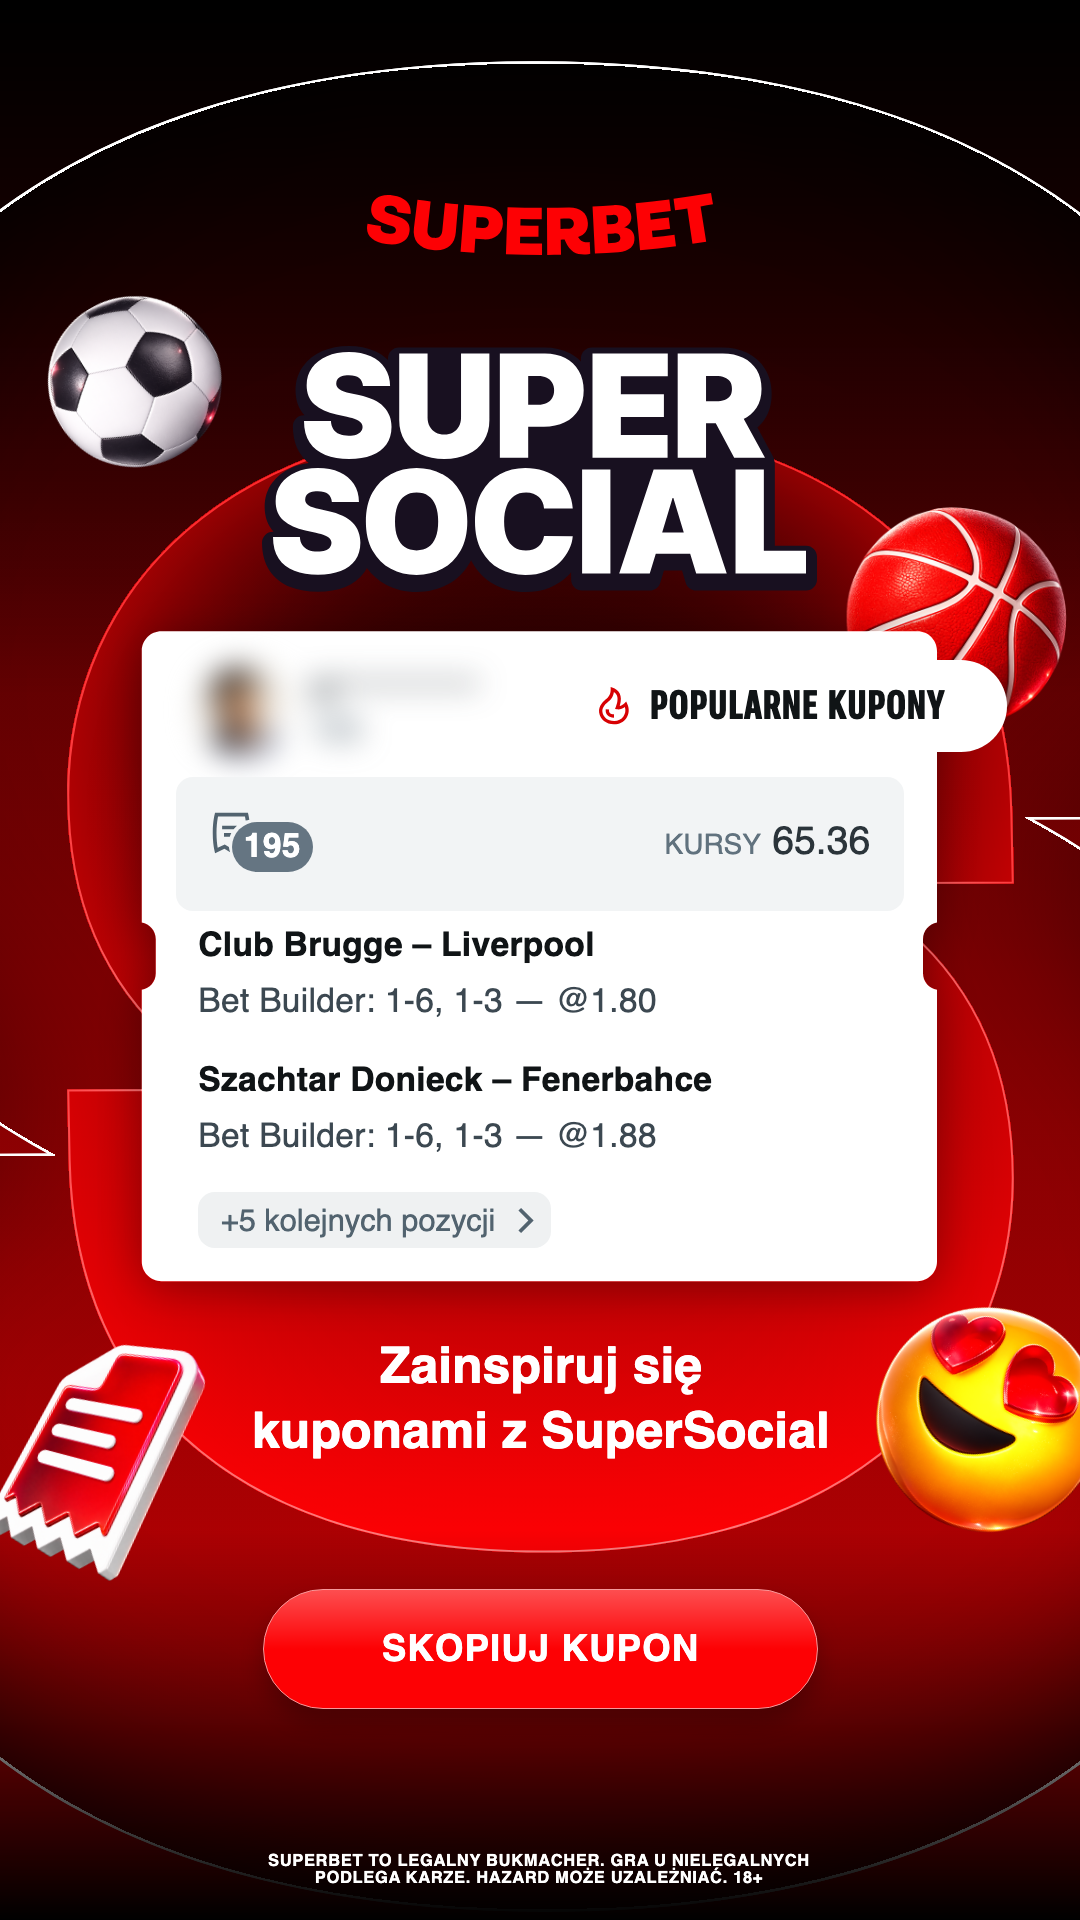 SUPERBET
SUPER
SOCIAL
POPULARNE KUPONY
195
KURSY 65.36
Club Brugge – Liverpool
Bet Builder: 1-6, 1-3 — @1.80
Szachtar Donieck – Fenerbahce
Bet Builder: 1-6, 1-3 — @1.88
+5 kolejnych pozycji
Zainspiruj się
kuponami z SuperSocial
SKOPIUJ KUPON
SUPERBET TO LEGALNY BUKMACHER. GRA U NIELEGALNYCH
PODLEGA KARZE. HAZARD MOŻE UZALEŻNIAĆ. 18+